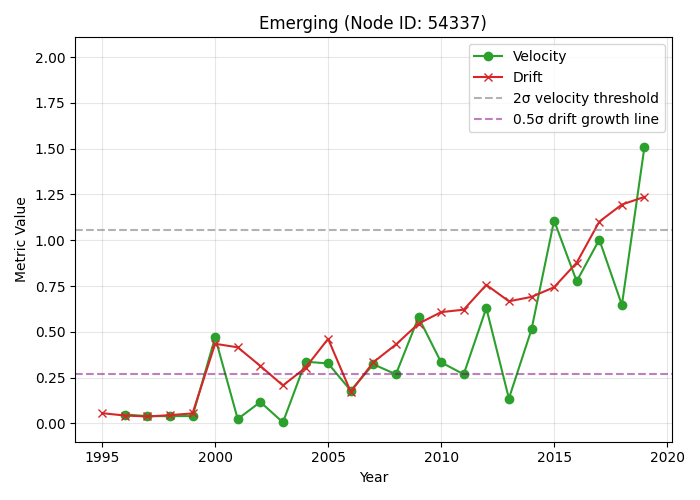 Emerging (Node ID: 54337)
Velocity
Drift
2σ velocity threshold
0.5σ drift growth line
2.00
1.75
1.50
1.25
1.00
0.75
0.50
0.25
0.00
Metric Value
1995
2000
2005
2010
2015
2020
Year